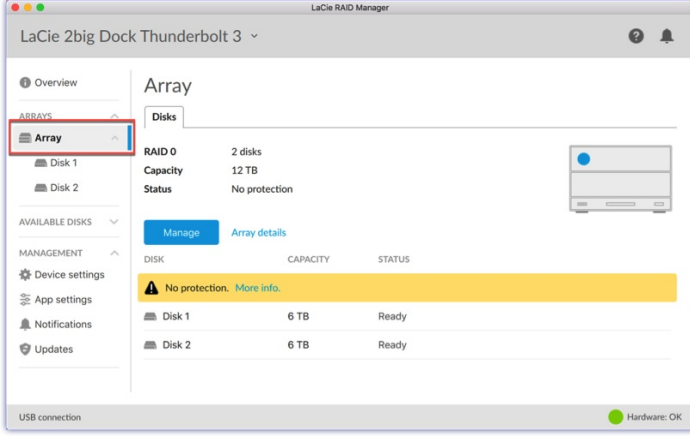 LaCie RAID Manager
LaCie 2big Dock Thunderbolt 3
Overview
ARRAYS
Array
Disk 1
Disk 2
AVAILABLE DISKS
MANAGEMENT
Device settings
App settings
Notifications
Updates
Array
Disks
RAID 0 2 disks
Capacity 12 TB
Status No protection
Manage Array details
DISK CAPACITY STATUS
No protection. More info.
Disk 1 6 TB Ready
Disk 2 6 TB Ready
USB connection Hardware: OK